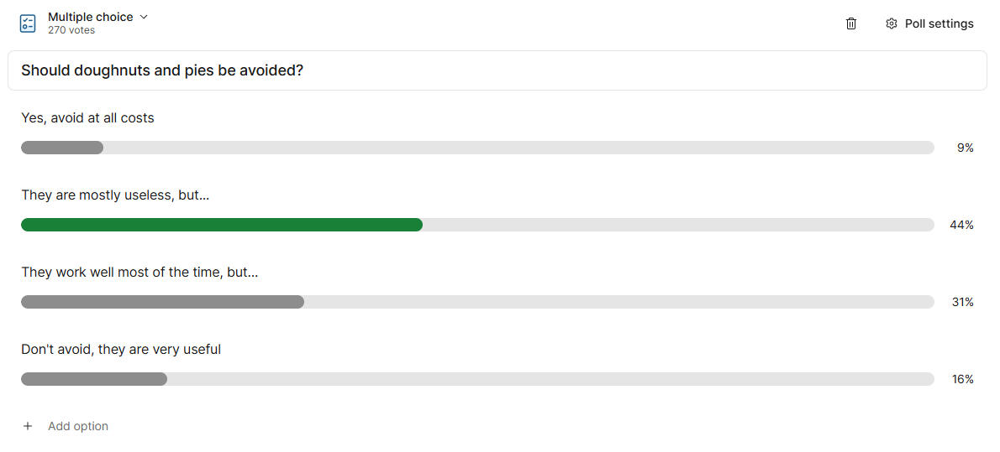 Multiple choice
270 votes
Poll settings
Should doughnuts and pies be avoided?
Yes, avoid at all costs
9%
They are mostly useless, but...
44%
They work well most of the time, but...
31%
Don't avoid, they are very useful
16%
+ Add option